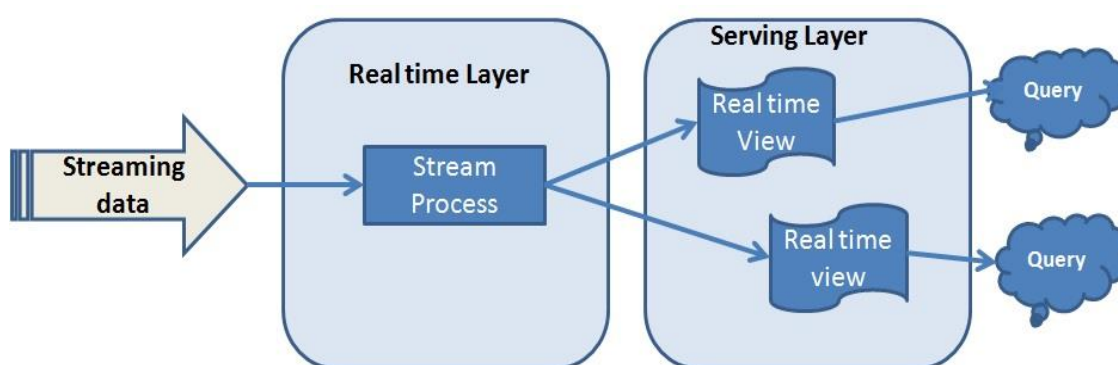 Streaming
data
Real time Layer
Stream
Process
Serving Layer
Real time
View
Real time
view
Query
Query